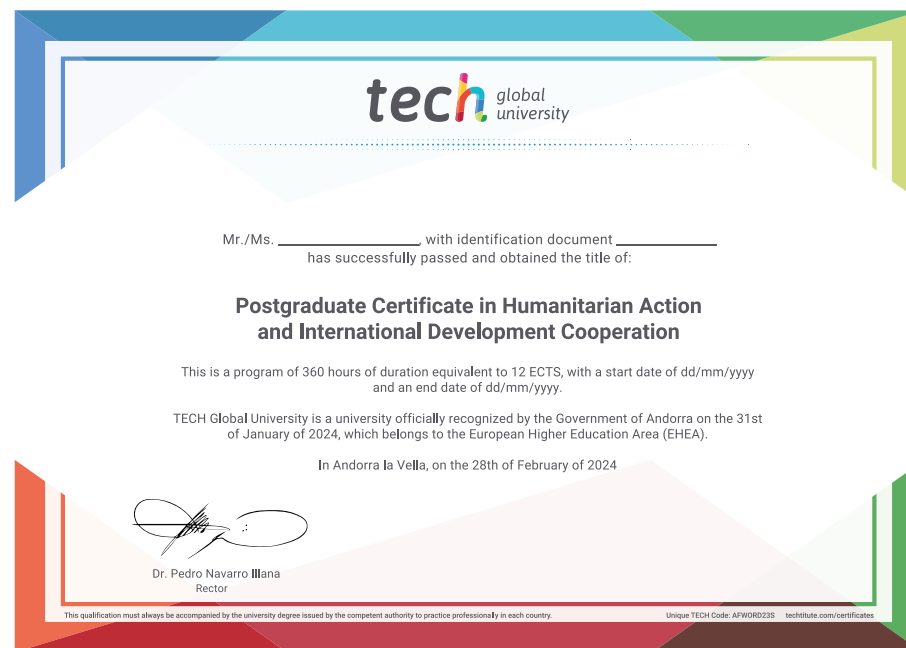 tech global university
Mr./Ms. ____________, with identification document ____________
has successfully passed and obtained the title of:
Postgraduate Certificate in Humanitarian Action
and International Development Cooperation
This is a program of 360 hours of duration equivalent to 12 ECTS, with a start date of dd/mm/yyyy
and an end date of dd/mm/yyyy.
TECH Global University is a university officially recognized by the Government of Andorra on the 31st
of January of 2024, which belongs to the European Higher Education Area (EHEA).
In Andorra la Vella, on the 28th of February of 2024
Dr. Pedro Navarro Illana
Rector
This qualification must always be accompanied by the university degree issued by the competent authority to practice professionally in each country.
Unique TECH Code: AFWORD23S techtitute.com/certificates